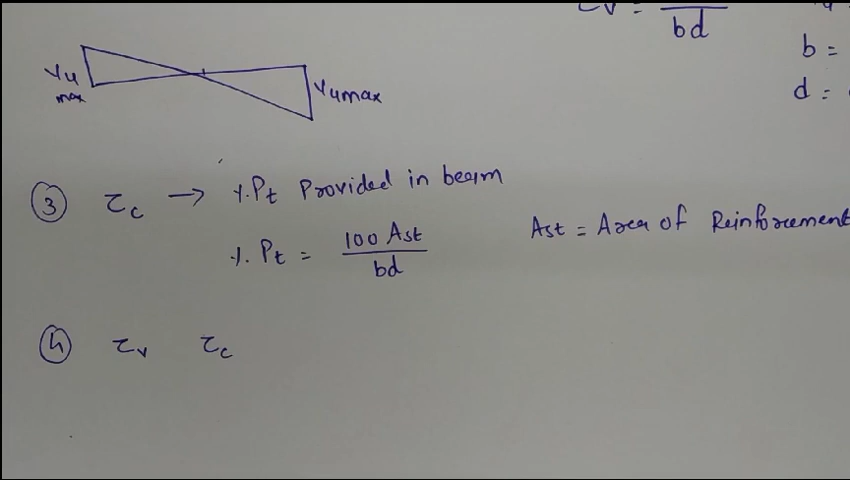 τv = ―
bd
b =
d =
Vu
max
Vumax
③ τc → %Pt Provided in beam
%Pt = 100 Ast / bd
Ast = Area of Reinforcement
④ τv τc